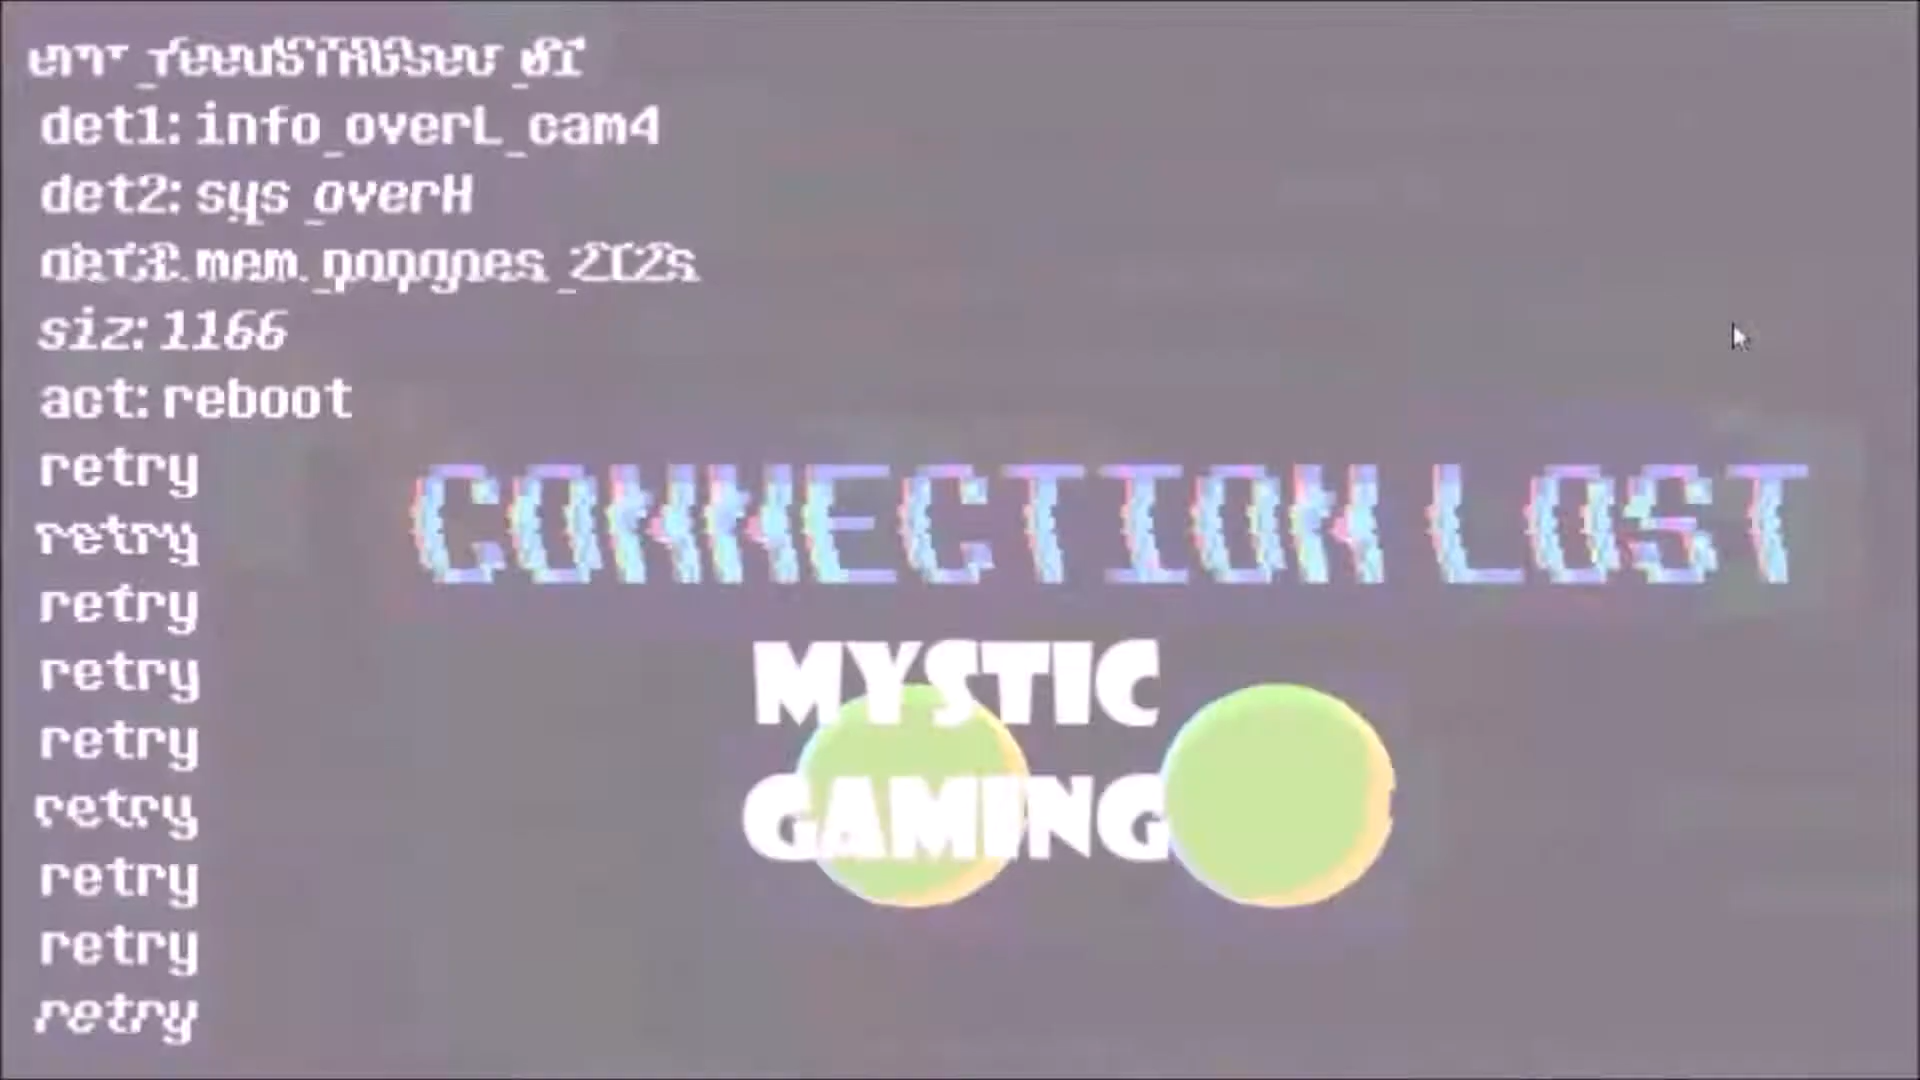 det1: info_overL_cam4
det2: sys_overH
mem
siz: 1166
act: reboot
retry
retry
retry
retry
retry
retry
retry
retry
retry
CONNECTION LOST
MYSTIC
GAMING